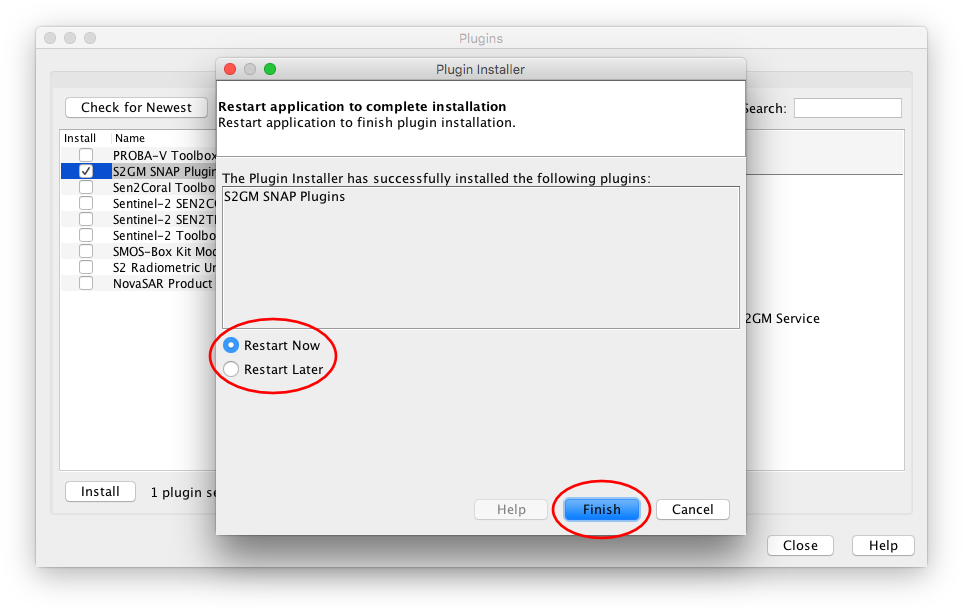 Plugins
Plugin Installer
Check for Newest
Search:
Restart application to complete installation
Restart application to finish plugin installation.
Install Name
PROBA-V Toolbox
S2GM SNAP Plugin
Sen2Coral Toolbo
Sentinel-2 SEN2C
Sentinel-2 SEN2T
Sentinel-2 Toolbo
SMOS-Box Kit Mod
S2 Radiometric Un
NovaSAR Product
The Plugin Installer has successfully installed the following plugins:
S2GM SNAP Plugins
2GM Service
Restart Now
Restart Later
Install
1 plugin se
Help
Finish
Cancel
Close
Help